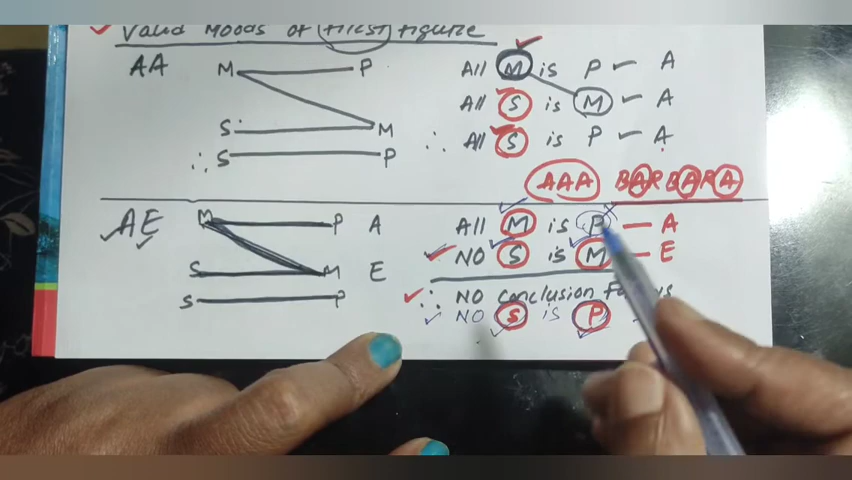 Valid Moods of first figure
AA M P All M is P A
All S is M A
S M
∴ S P ∴ All S is P A
AAA BARBARA
AE M P A All M is P — A
S M E NO S is M — E
S P ∴ NO conclusion
NO S is P